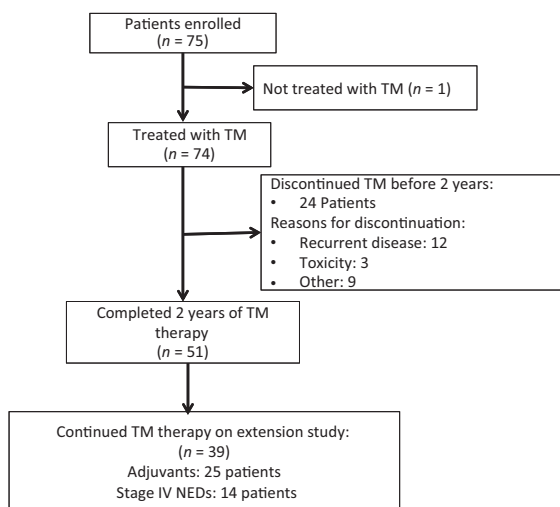 Patients enrolled
(n = 75)
Not treated with TM (n = 1)
Treated with TM
(n = 74)
Discontinued TM before 2 years:
• 24 Patients
Reasons for discontinuation:
• Recurrent disease: 12
• Toxicity: 3
• Other: 9
Completed 2 years of TM
therapy
(n = 51)
Continued TM therapy on extension study:
(n = 39)
Adjuvants: 25 patients
Stage IV NEDs: 14 patients